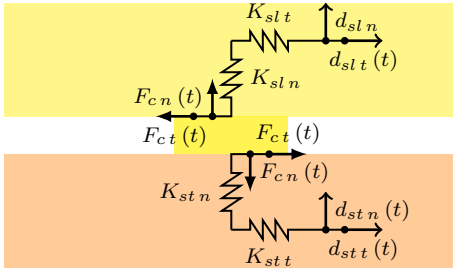 K_{sl t}
d_{sl n}
d_{sl t}(t)
K_{sl n}
F_{c n}(t)
F_{c t}(t)
F_{c t}(t)
F_{c n}(t)
K_{st n}
d_{st n}(t)
d_{st t}(t)
K_{st t}